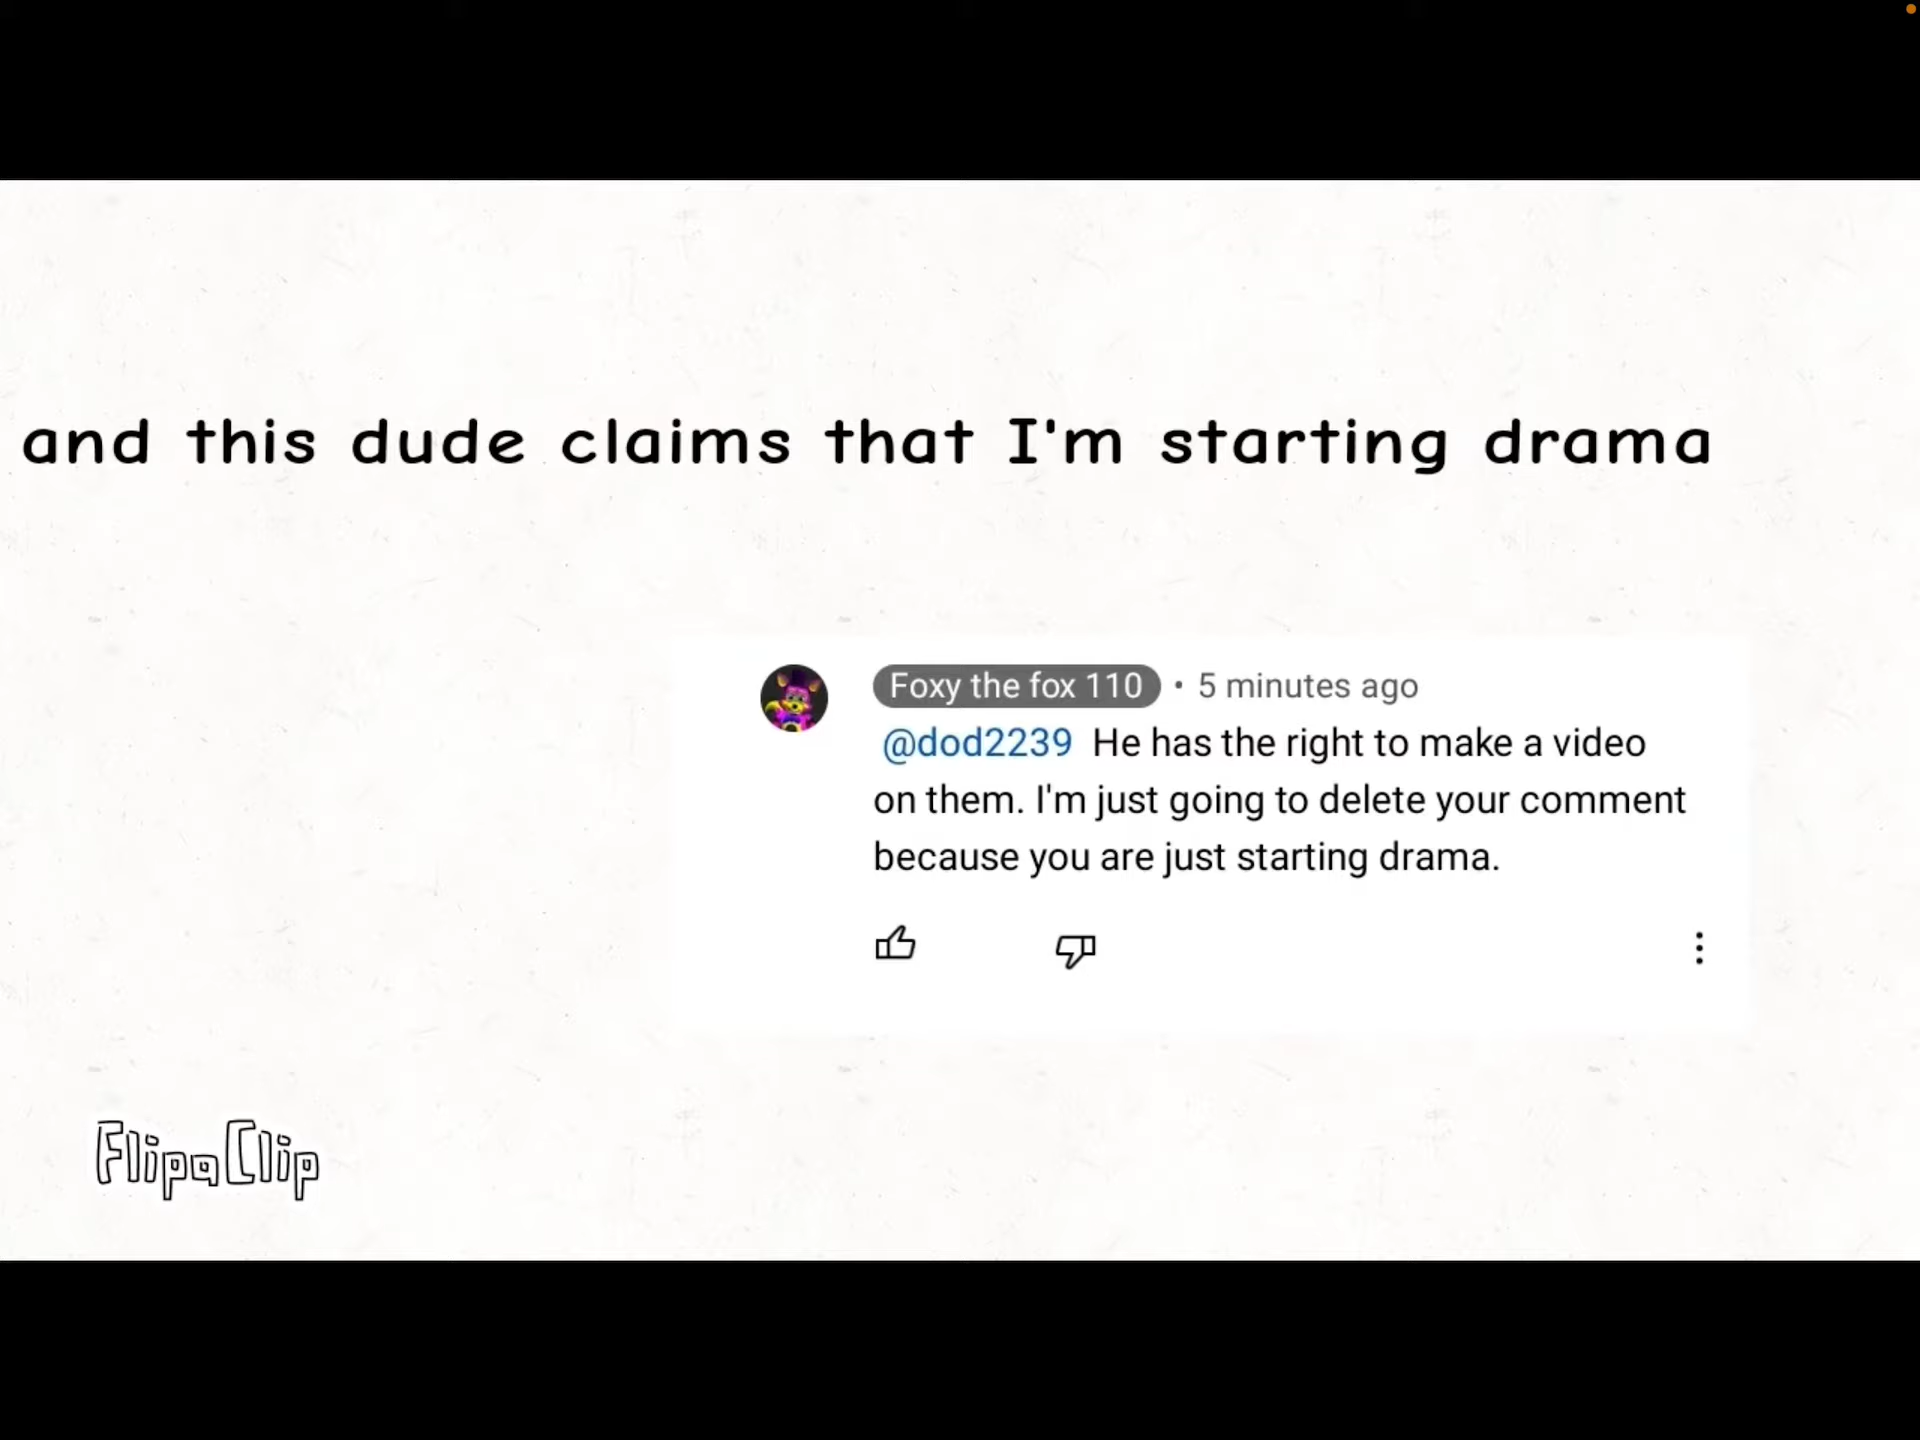 and this dude claims that I'm starting drama
Foxy the fox 110 • 5 minutes ago
@dod2239 He has the right to make a video
on them. I'm just going to delete your comment
because you are just starting drama.
FlipaClip